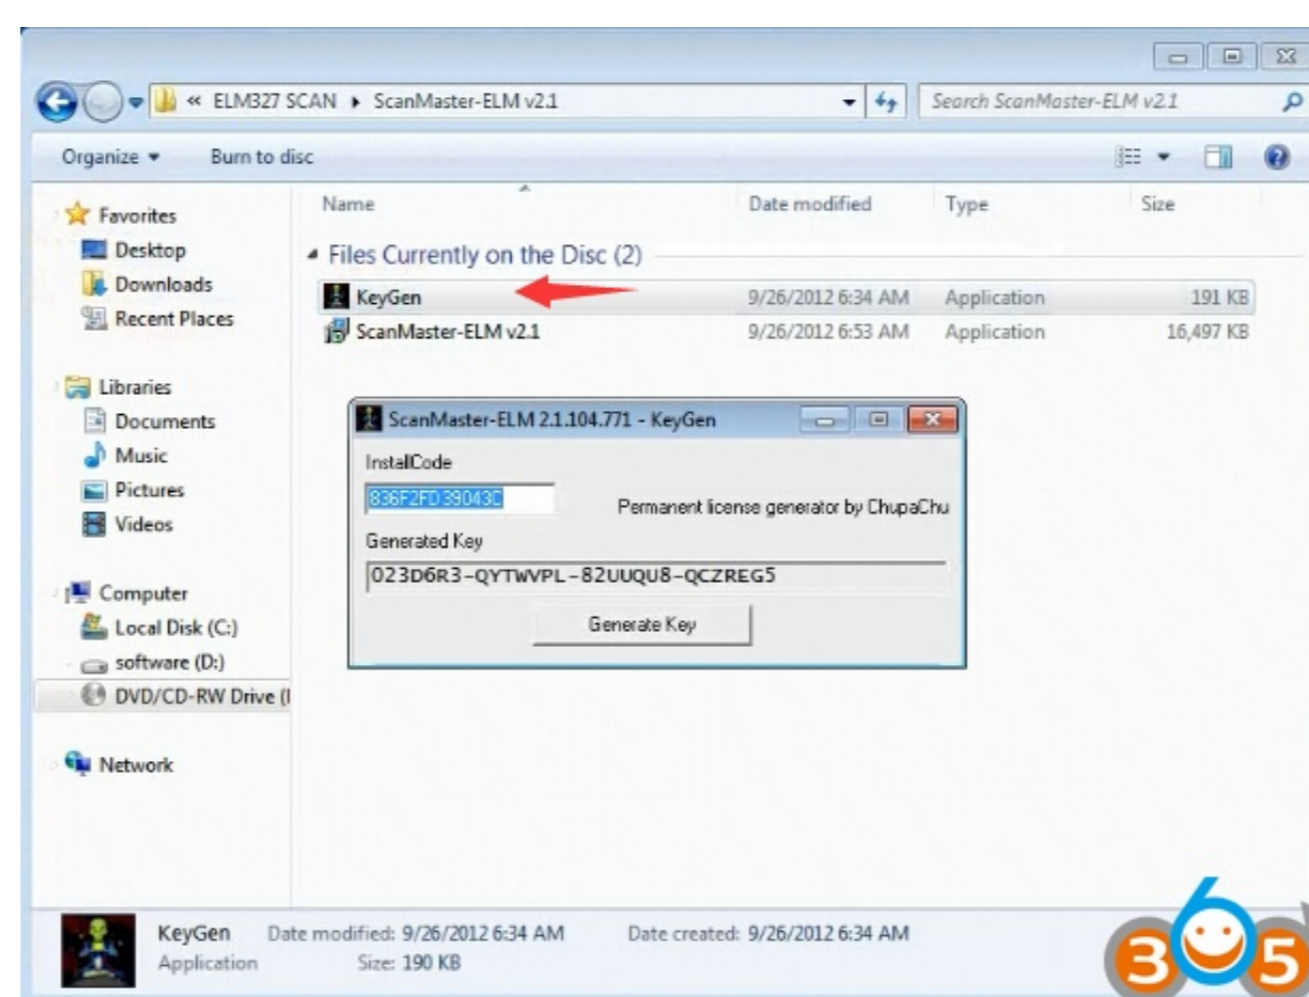 « ELM327 SCAN ▸ ScanMaster-ELM v2.1
Search ScanMaster-ELM v2.1
Organize
Burn to disc
Name Date modified Type Size
Favorites
Desktop
Downloads
Recent Places
Libraries
Documents
Music
Pictures
Videos
Computer
Local Disk (C:)
software (D:)
DVD/CD-RW Drive (
Network
Files Currently on the Disc (2)
KeyGen 9/26/2012 6:34 AM Application 191 KB
ScanMaster-ELM v2.1 9/26/2012 6:53 AM Application 16,497 KB
ScanMaster-ELM 2.1.104.771 - KeyGen
InstallCode
Permanent license generator by ChupaChu
Generated Key
023D6R3-QYTWVPL-82UUQU8-QCZREG5
Generate Key
KeyGen Date modified: 9/26/2012 6:34 AM Date created: 9/26/2012 6:34 AM
Application Size: 190 KB
365